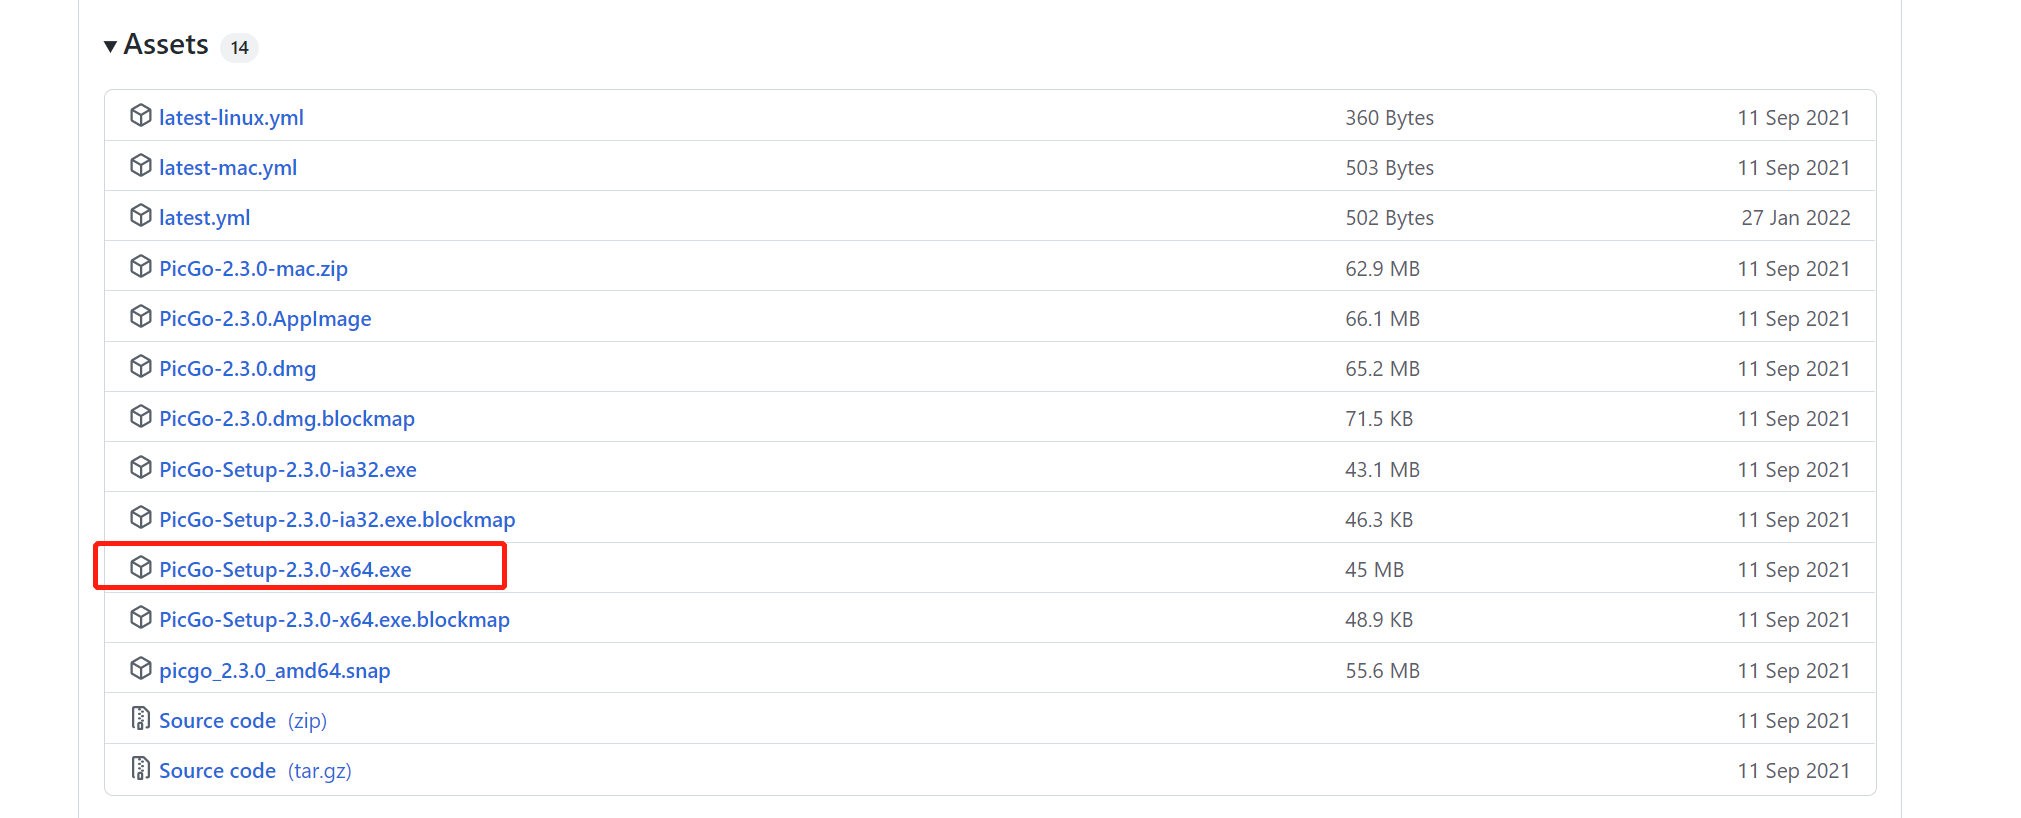 Assets 14
latest-linux.yml 360 Bytes 11 Sep 2021
latest-mac.yml 503 Bytes 11 Sep 2021
latest.yml 502 Bytes 27 Jan 2022
PicGo-2.3.0-mac.zip 62.9 MB 11 Sep 2021
PicGo-2.3.0.AppImage 66.1 MB 11 Sep 2021
PicGo-2.3.0.dmg 65.2 MB 11 Sep 2021
PicGo-2.3.0.dmg.blockmap 71.5 KB 11 Sep 2021
PicGo-Setup-2.3.0-ia32.exe 43.1 MB 11 Sep 2021
PicGo-Setup-2.3.0-ia32.exe.blockmap 46.3 KB 11 Sep 2021
PicGo-Setup-2.3.0-x64.exe 45 MB 11 Sep 2021
PicGo-Setup-2.3.0-x64.exe.blockmap 48.9 KB 11 Sep 2021
picgo_2.3.0_amd64.snap 55.6 MB 11 Sep 2021
Source code (zip) 11 Sep 2021
Source code (tar.gz) 11 Sep 2021